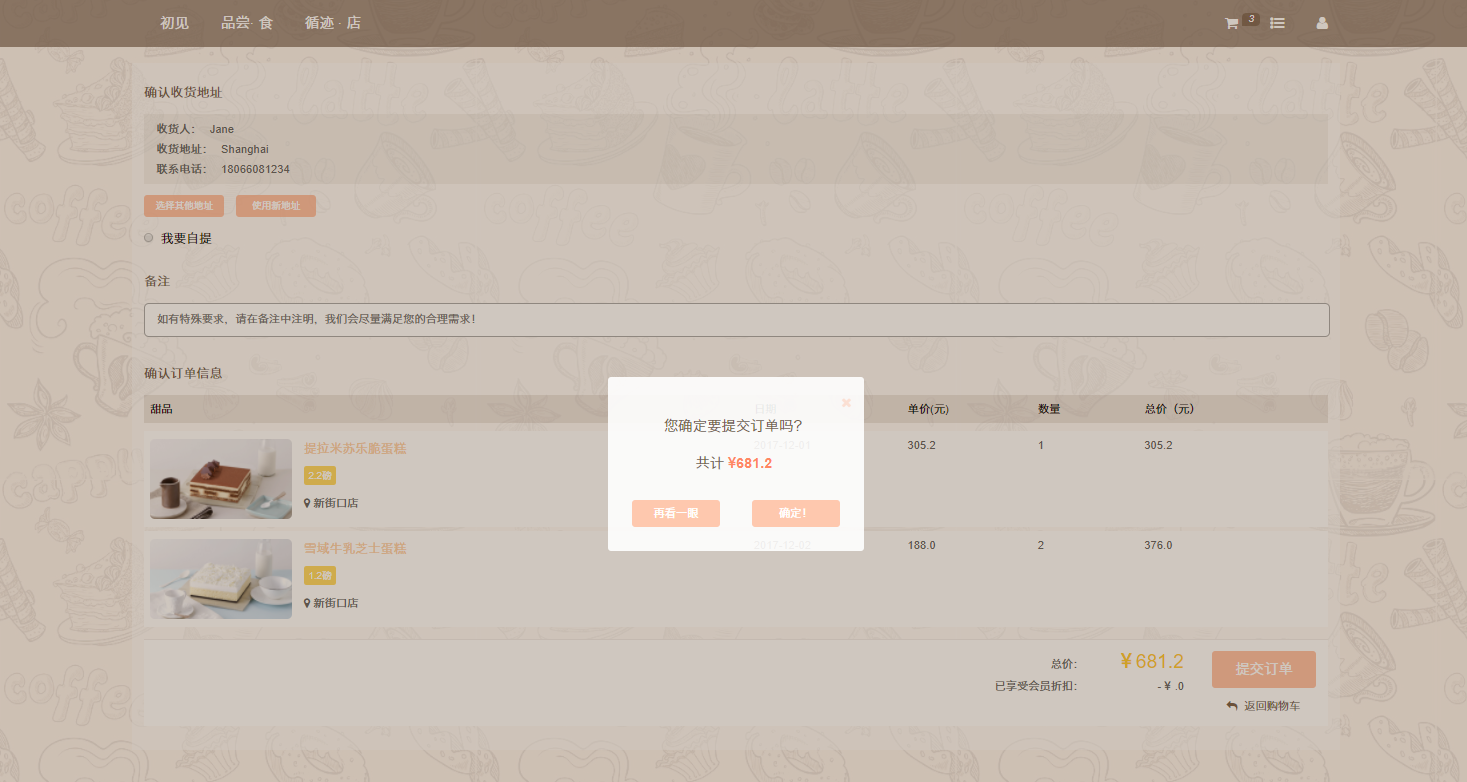 初见 品尝· 食 循迹 · 店 3
确认收货地址
收货人： Jane
收货地址： Shanghai
联系电话： 18066081234
选择其他地址 使用新地址
我要自提
备注
如有特殊要求，请在备注中注明，我们会尽量满足您的合理需求！
确认订单信息
甜品 日期 单价(元) 数量 总价（元）
提拉米苏乐脆蛋糕 2017-12-01 305.2 1 305.2
2.2磅
新街口店
雪域牛乳芝士蛋糕 2017-12-02 188.0 2 376.0
1.2磅
新街口店
您确定要提交订单吗？
共计 ¥681.2
再看一眼 确定！
总价： ¥681.2 提交订单
已享受会员折扣： - ¥ .0
返回购物车
coffee
coffee